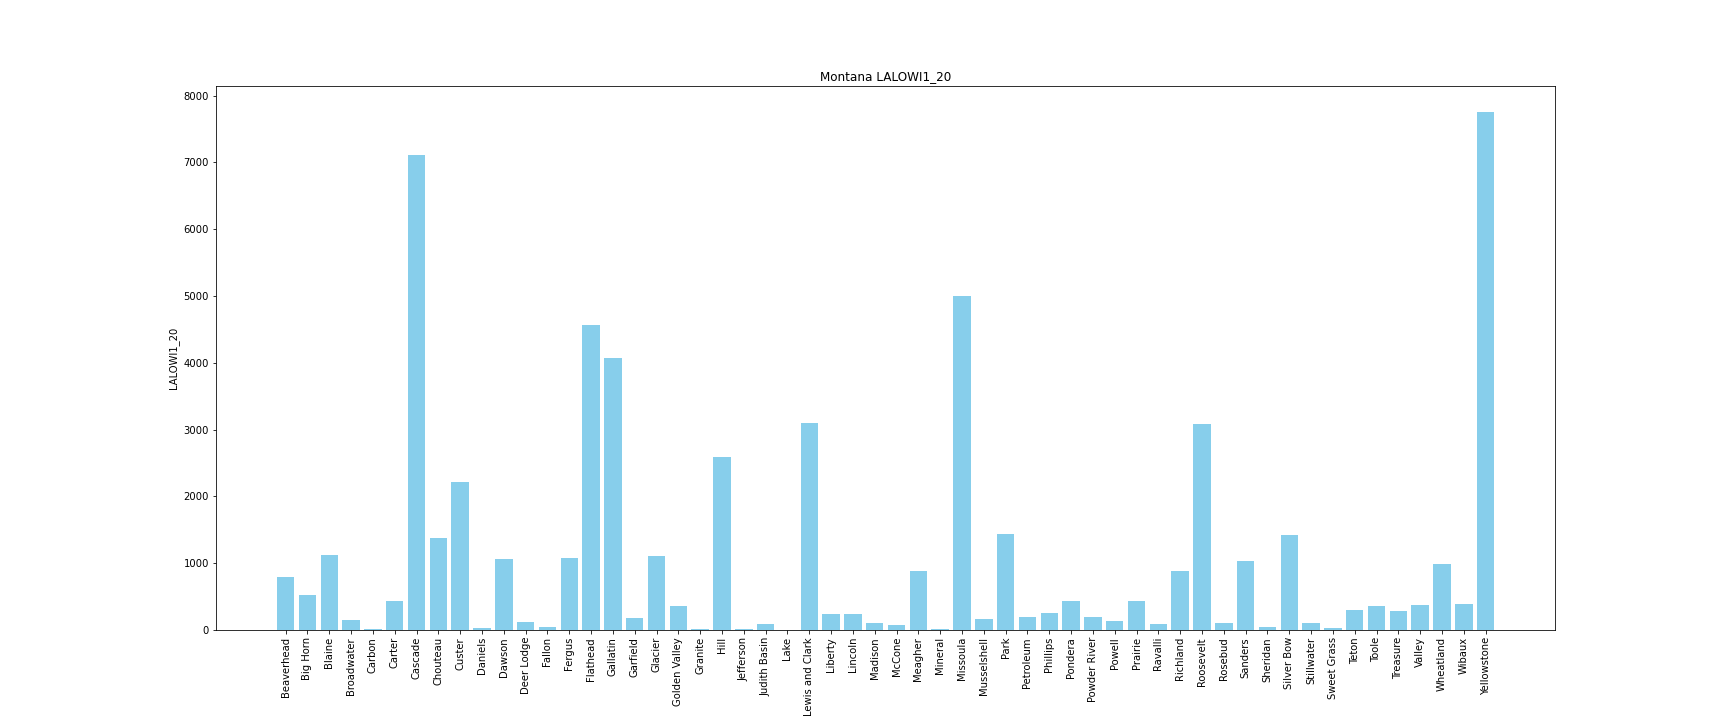 Montana LALOWI1_20
8000
7000
6000
5000
4000
3000
2000
1000
0
LALOWI1_20
Beaverhead
Big Horn
Blaine
Broadwater
Carbon
Carter
Cascade
Chouteau
Custer
Daniels
Dawson
Deer Lodge
Fallon
Fergus
Flathead
Gallatin
Garfield
Glacier
Golden Valley
Granite
Hill
Jefferson
Judith Basin
Lake
Lewis and Clark
Liberty
Lincoln
Madison
McCone
Meagher
Mineral
Missoula
Musselshell
Park
Petroleum
Phillips
Pondera
Powder River
Powell
Prairie
Ravalli
Richland
Roosevelt
Rosebud
Sanders
Sheridan
Silver Bow
Stillwater
Sweet Grass
Teton
Toole
Treasure
Valley
Wheatland
Wibaux
Yellowstone